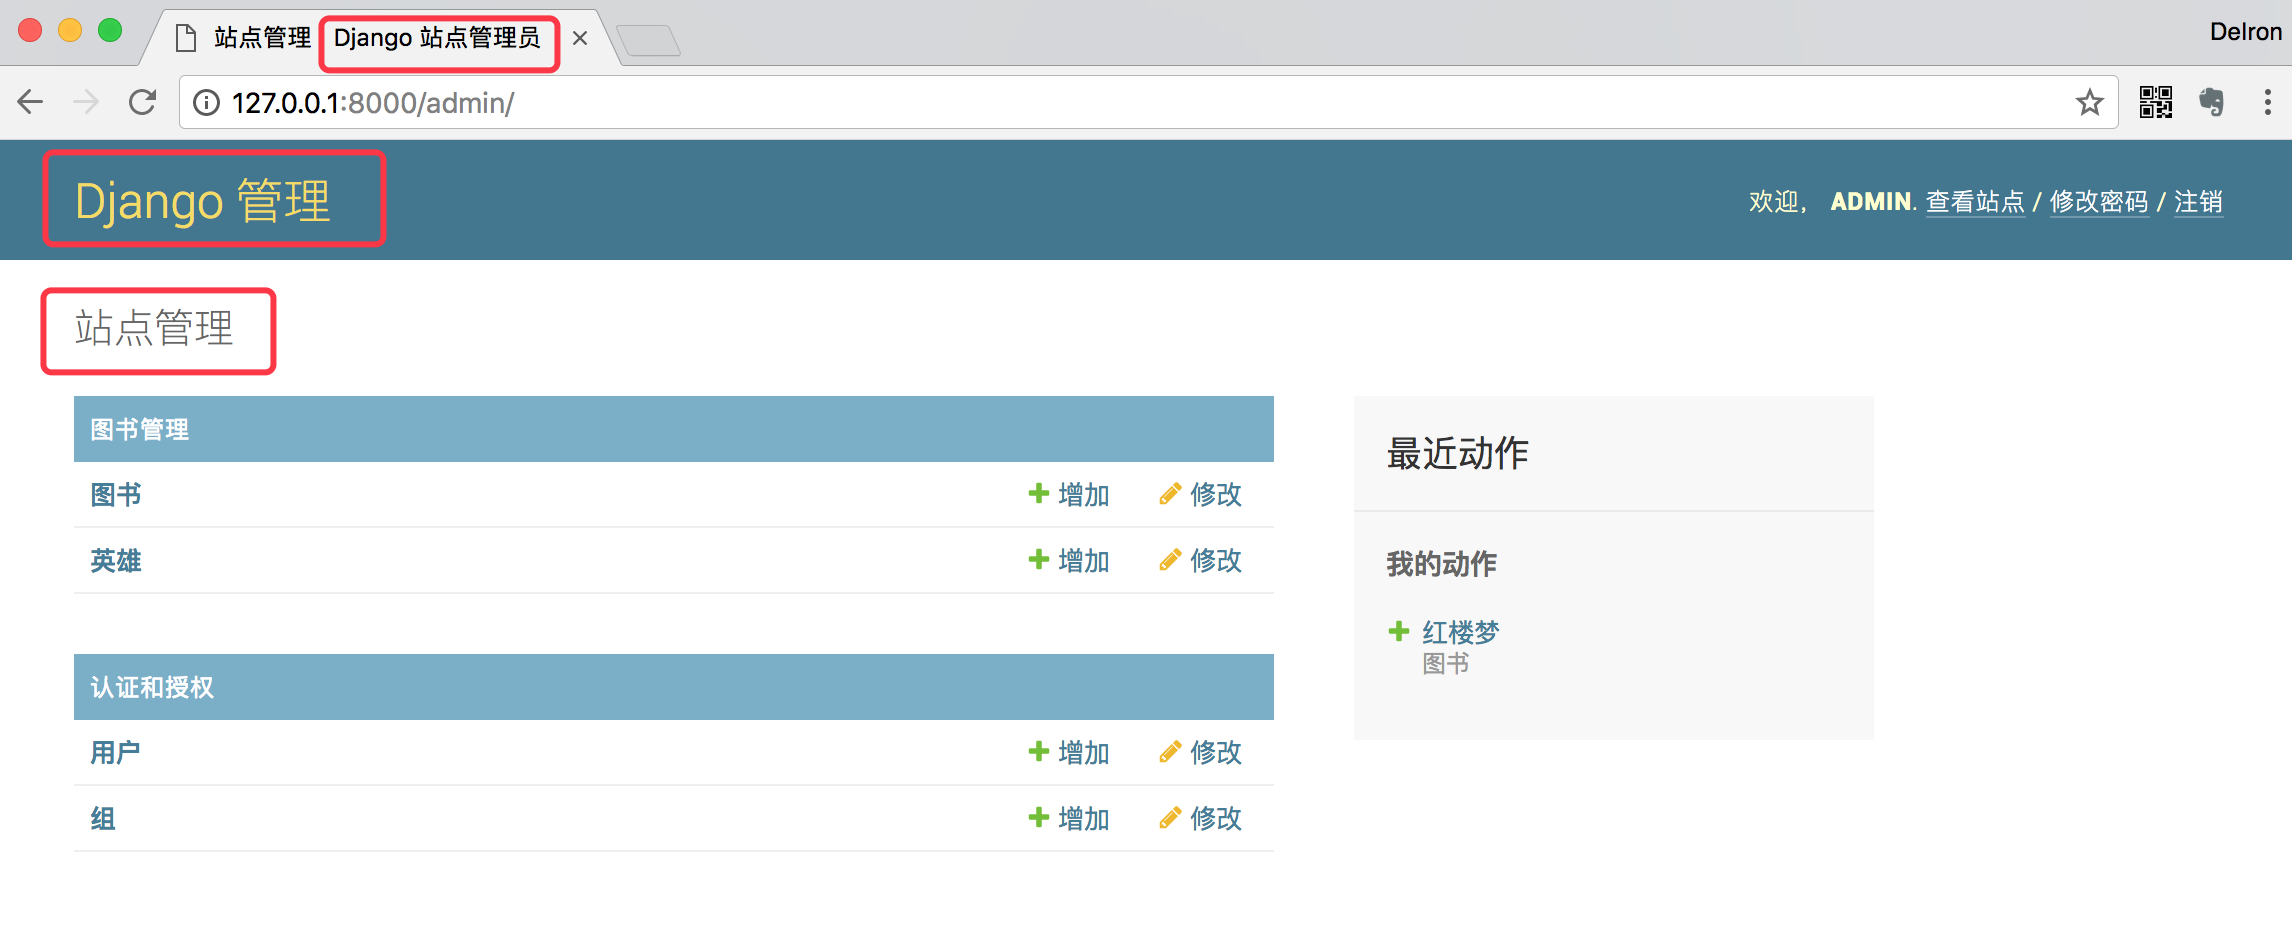 站点管理 Django 站点管理员
Delron
127.0.0.1:8000/admin/
Django 管理
欢迎， ADMIN. 查看站点 / 修改密码 / 注销
站点管理
图书管理
图书 增加 修改
英雄 增加 修改
认证和授权
用户 增加 修改
组 增加 修改
最近动作
我的动作
红楼梦
图书